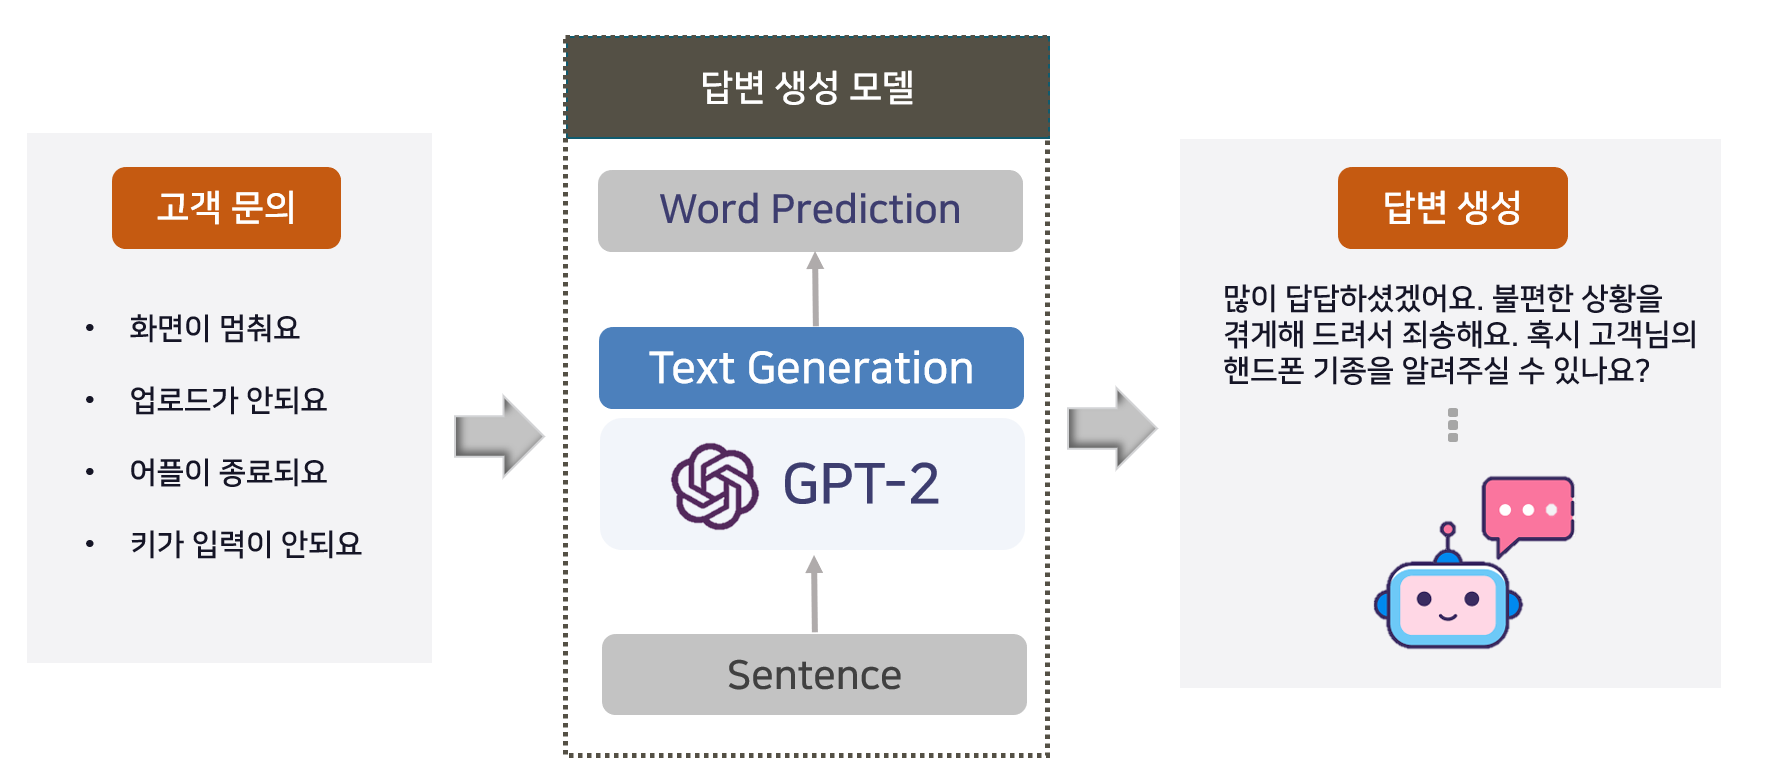 고객 문의
• 화면이 멈춰요
• 업로드가 안되요
• 어플이 종료되요
• 키가 입력이 안되요
답변 생성 모델
Word Prediction
Text Generation
GPT-2
Sentence
답변 생성
많이 답답하셨겠어요. 불편한 상황을
겪게해 드려서 죄송해요. 혹시 고객님의
핸드폰 기종을 알려주실 수 있나요?